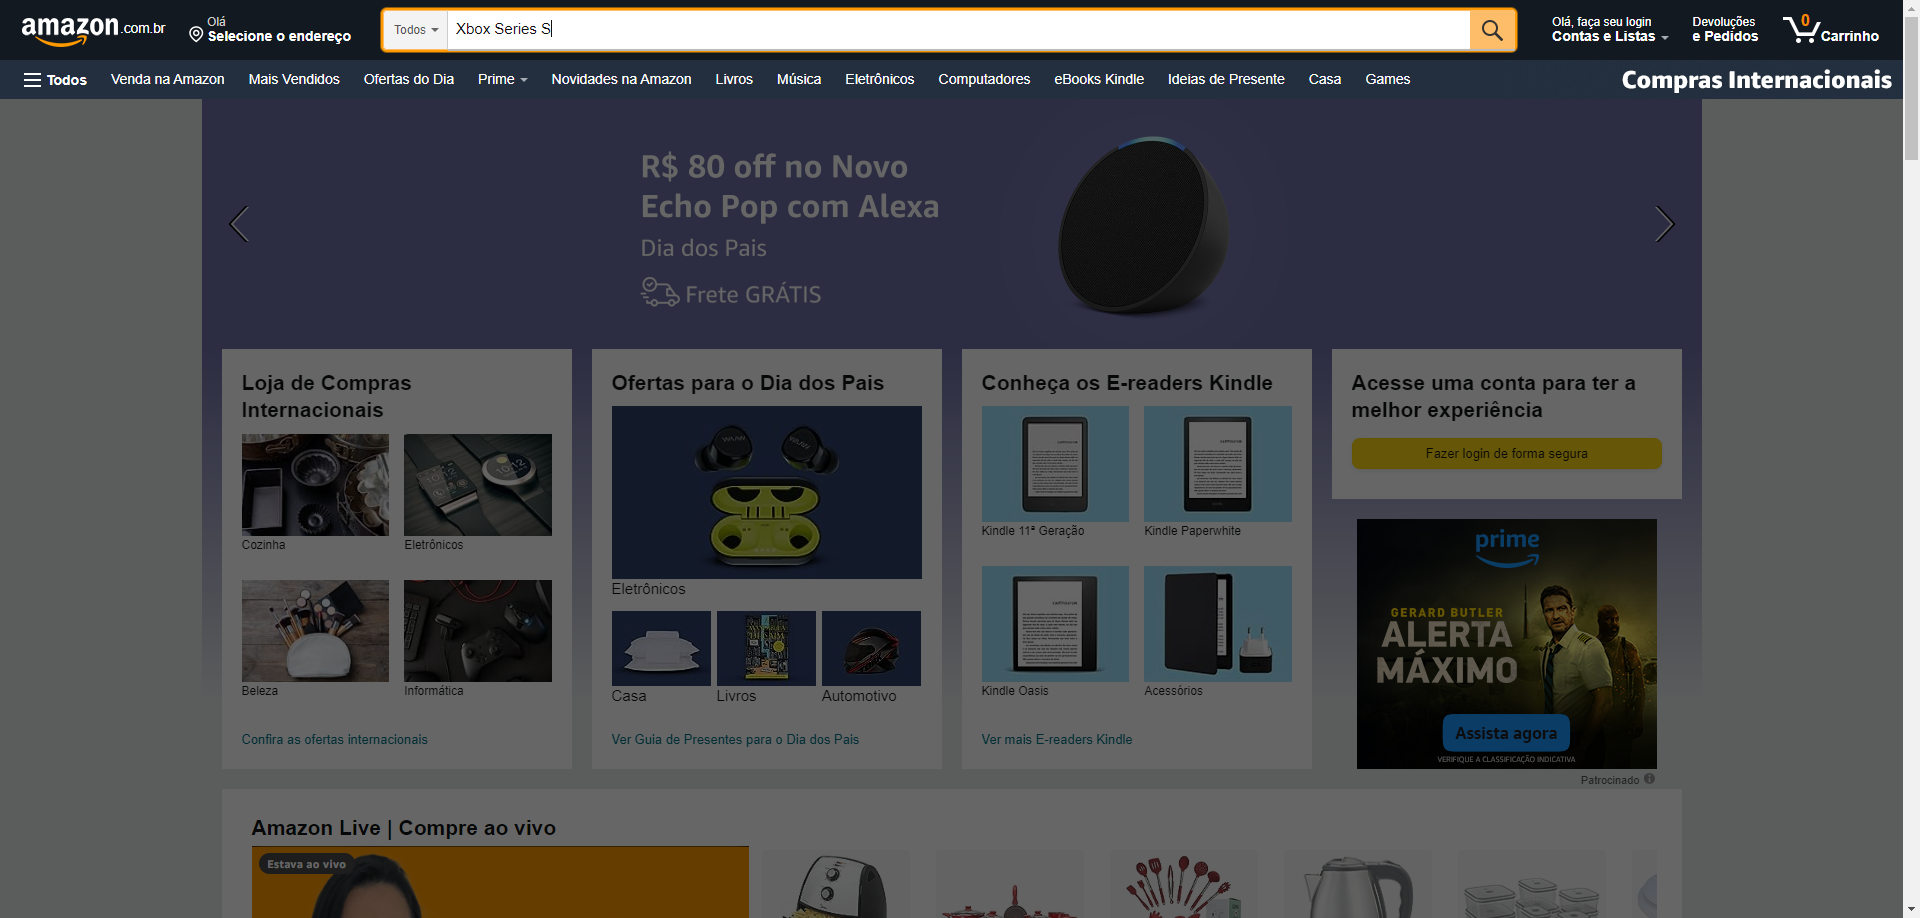 amazon.com.br
Olá
Selecione o endereço
Todos
Xbox Series S
Olá, faça seu login
Contas e Listas
Devoluções
e Pedidos
0
Carrinho
Todos
Venda na Amazon
Mais Vendidos
Ofertas do Dia
Prime
Novidades na Amazon
Livros
Música
Eletrônicos
Computadores
eBooks Kindle
Ideias de Presente
Casa
Games
Compras Internacionais
R$ 80 off no Novo
Echo Pop com Alexa
Dia dos Pais
Frete GRÁTIS
Loja de Compras
Internacionais
Cozinha
Eletrônicos
Beleza
Informática
Confira as ofertas internacionais
Ofertas para o Dia dos Pais
Eletrônicos
Casa
Livros
Automotivo
Ver Guia de Presentes para o Dia dos Pais
Conheça os E-readers Kindle
Kindle 11ª Geração
Kindle Paperwhite
Kindle Oasis
Acessórios
Ver mais E-readers Kindle
Acesse uma conta para ter a
melhor experiência
Fazer login de forma segura
prime
GERARD BUTLER
ALERTA
MÁXIMO
Assista agora
VERIFIQUE A CLASSIFICAÇÃO INDICATIVA
Patrocinado
Amazon Live | Compre ao vivo
Estava ao vivo